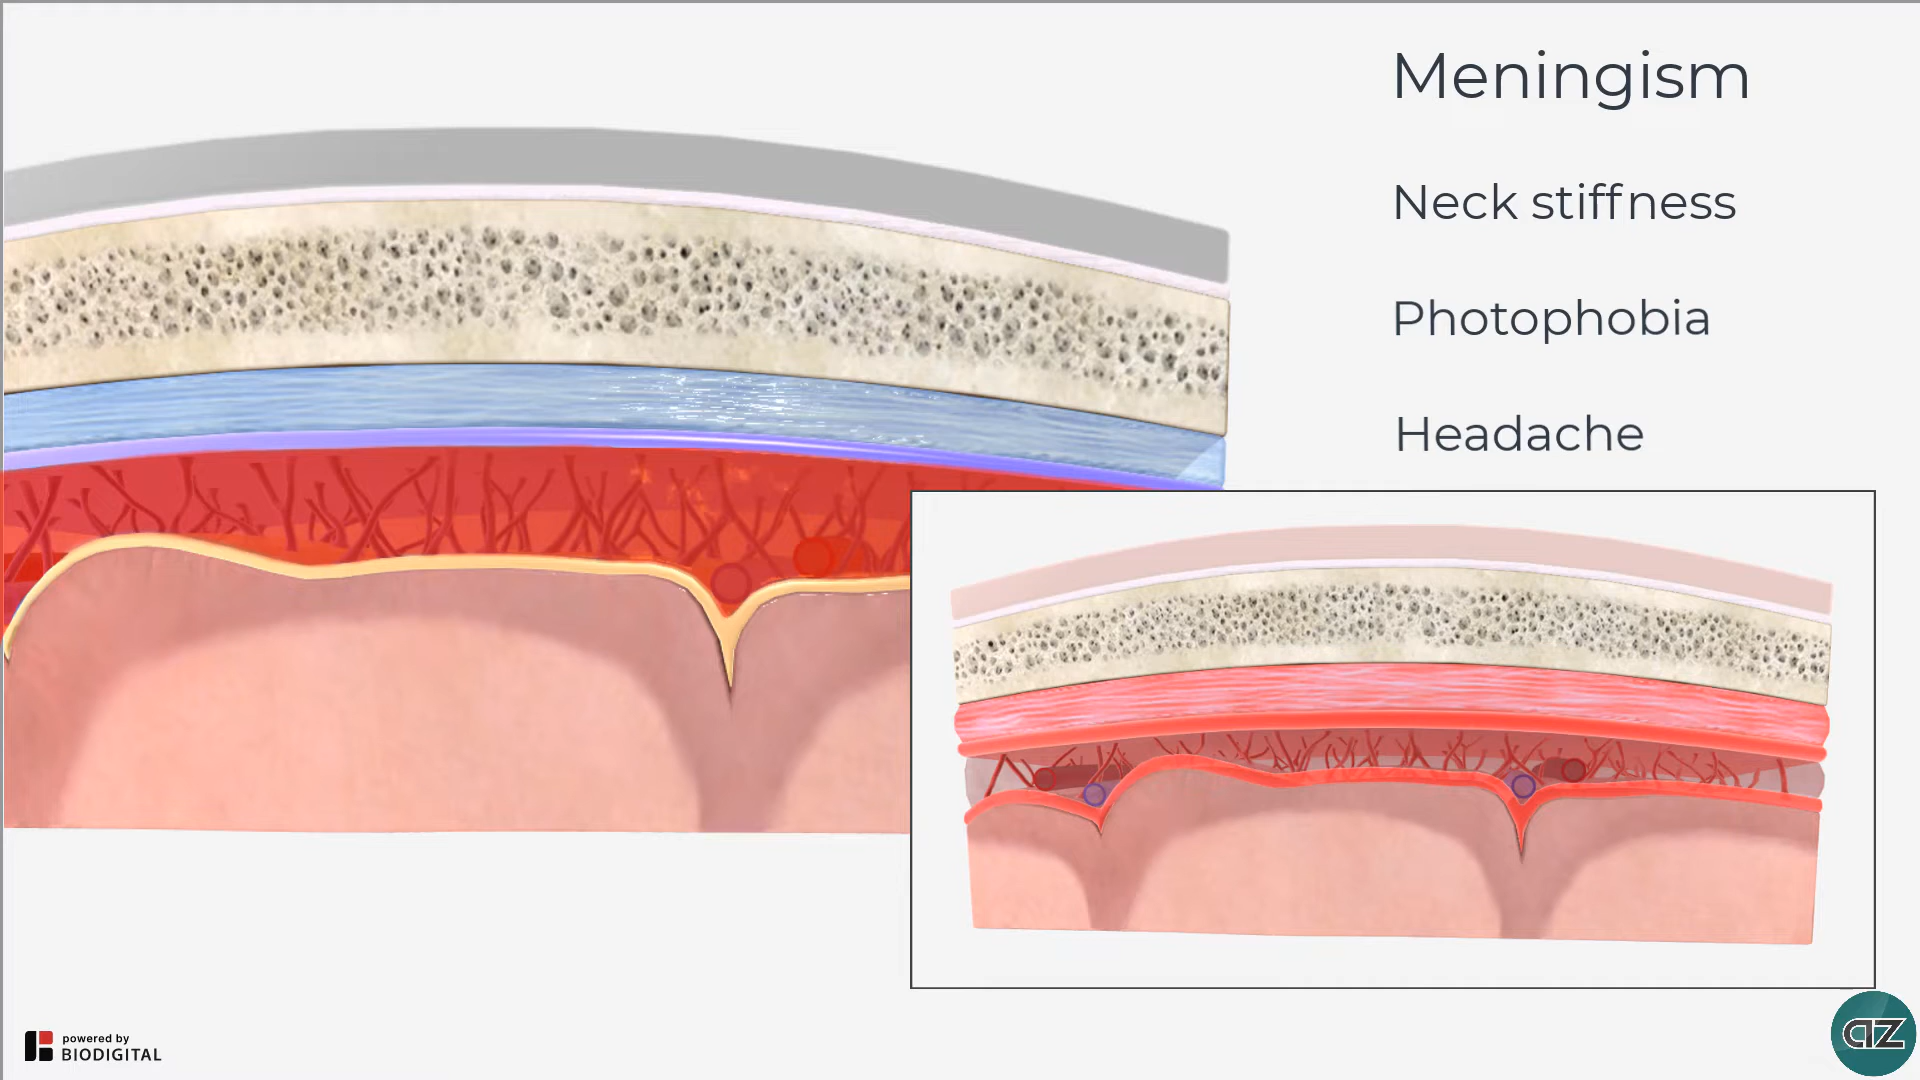 Meningism
Neck stiffness
Photophobia
Headache
powered by
BIODIGITAL
az